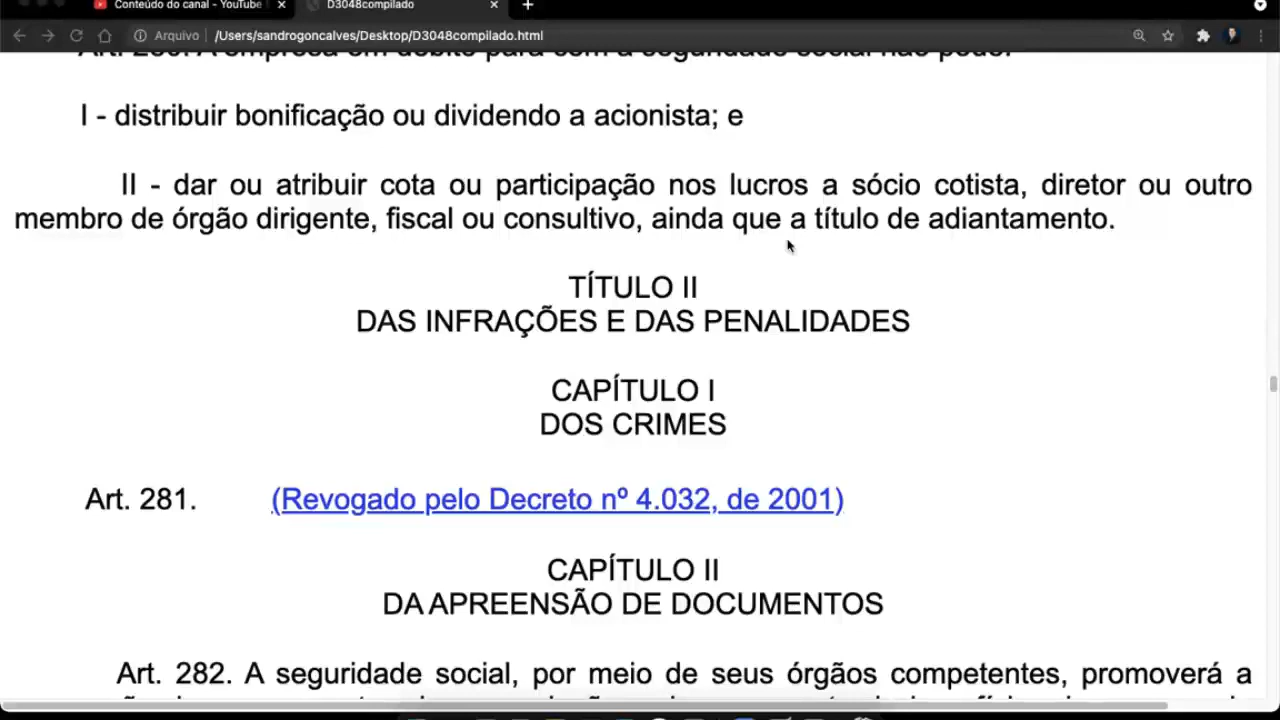 Conteúdo do canal - YouTube
D3048compilado
Arquivo /Users/sandrogoncalves/Desktop/D3048compilado.html
I - distribuir bonificação ou dividendo a acionista; e
II - dar ou atribuir cota ou participação nos lucros a sócio cotista, diretor ou outro
membro de órgão dirigente, fiscal ou consultivo, ainda que a título de adiantamento.
TÍTULO II
DAS INFRAÇÕES E DAS PENALIDADES
CAPÍTULO I
DOS CRIMES
Art. 281. (Revogado pelo Decreto nº 4.032, de 2001)
CAPÍTULO II
DA APREENSÃO DE DOCUMENTOS
Art. 282. A seguridade social, por meio de seus órgãos competentes, promoverá a